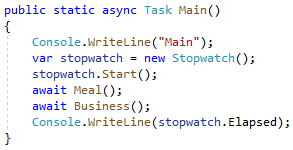 public static async Task Main()
{
Console.WriteLine("Main");
var stopwatch = new Stopwatch();
stopwatch.Start();
await Meal();
await Business();
Console.WriteLine(stopwatch.Elapsed);
}